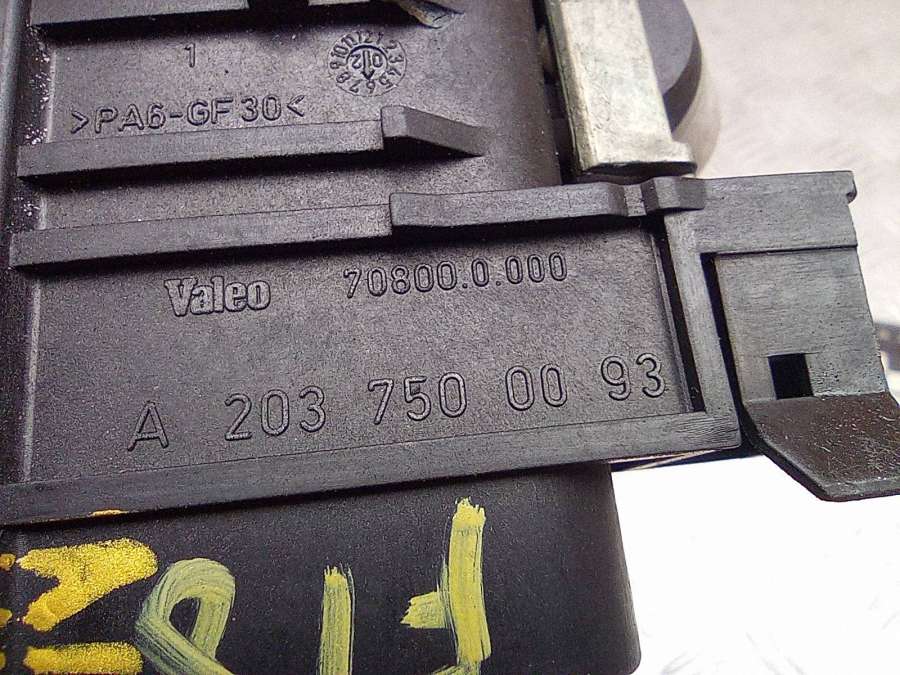 1
>PA6-GF30<
Valeo 70800.0.000
A 203 750 00 93